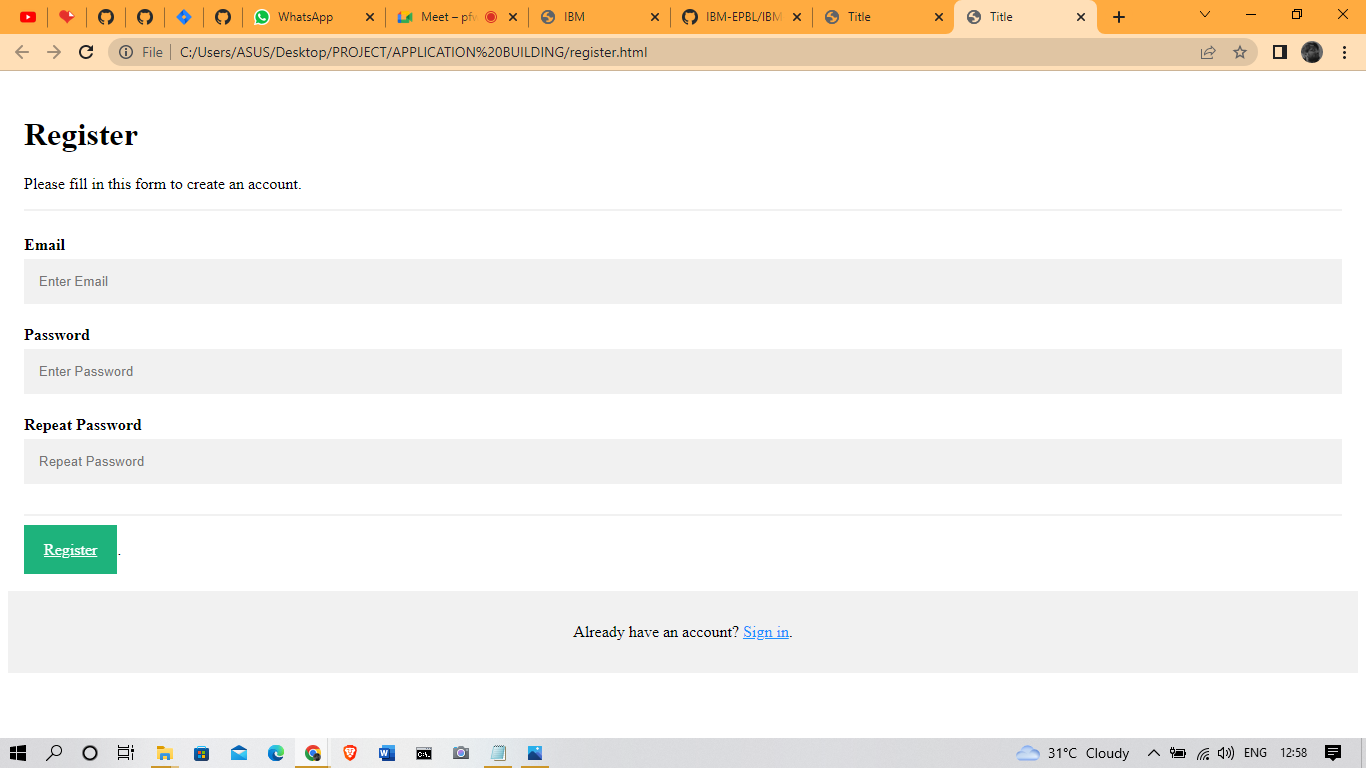 WhatsApp
Meet – pfv
IBM
IBM-EPBL/IBM
Title
Title
File
C:/Users/ASUS/Desktop/PROJECT/APPLICATION%20BUILDING/register.html
Register
Please fill in this form to create an account.
Email
Enter Email
Password
Enter Password
Repeat Password
Repeat Password
Register.
Already have an account? Sign in.
31°C Cloudy
ENG
12:58